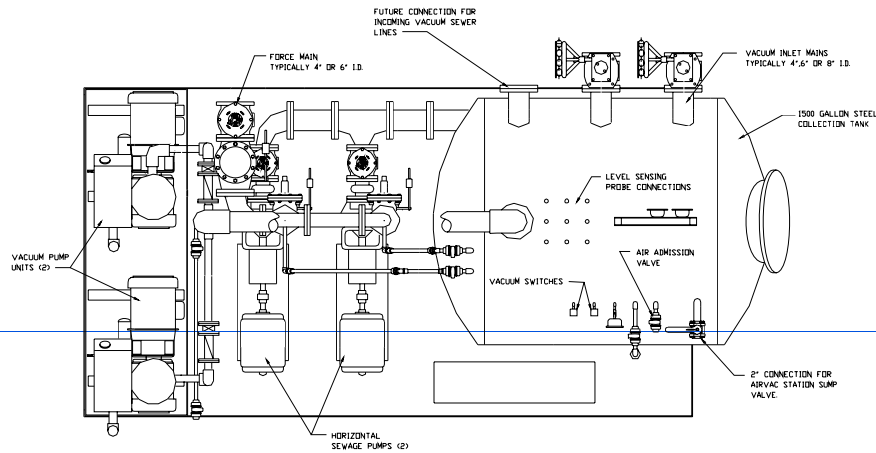 FUTURE CONNECTION FOR
INCOMING VACUUM SEWER
LINES
FORCE MAIN
TYPICALLY 4" OR 6" I.D.
VACUUM INLET MAINS
TYPICALLY 4",6" OR 8" I.D.
1500 GALLON STEEL
COLLECTION TANK
LEVEL SENSING
PROBE CONNECTIONS
VACUUM PUMP
UNITS (2)
AIR ADMISSION
VALVE
VACUUM SWITCHES
2" CONNECTION FOR
AIRVAC STATION SUMP
VALVE.
HORIZONTAL
SEWAGE PUMPS (2)